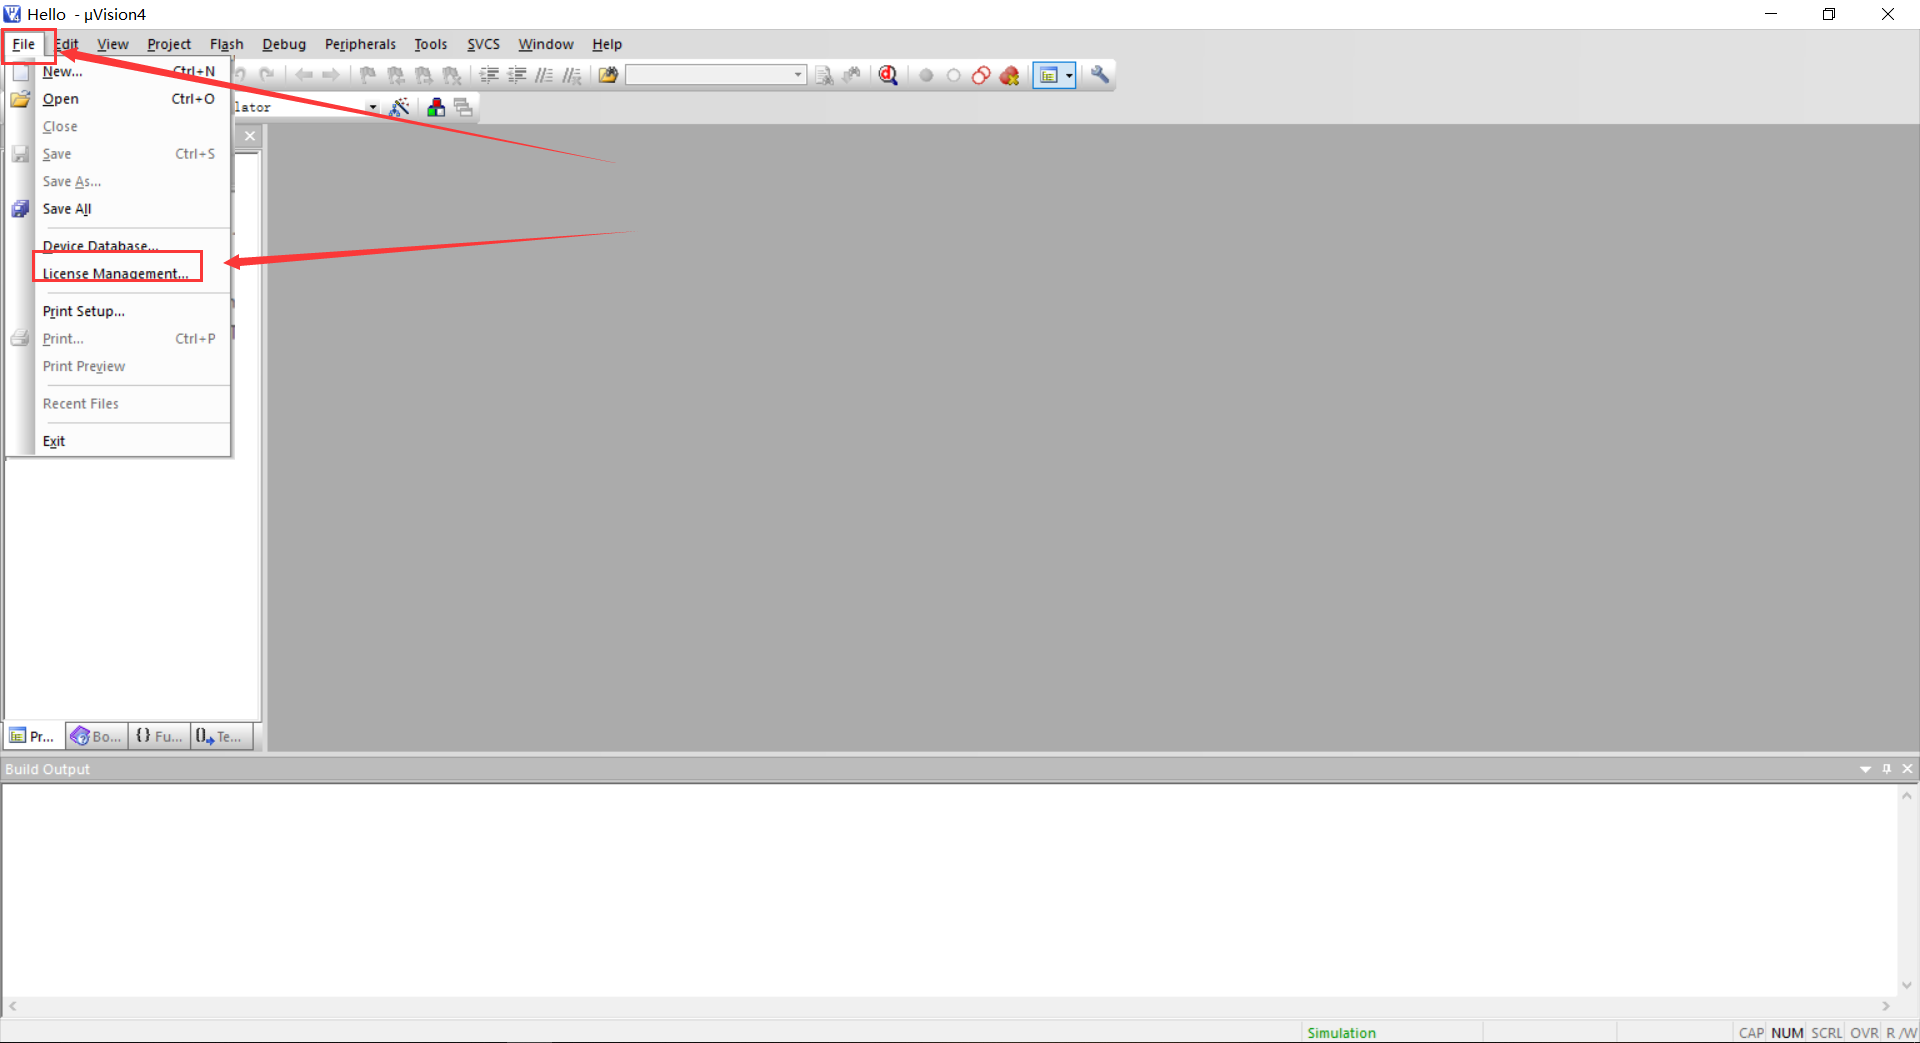 Hello - µVision4
File Edit View Project Flash Debug Peripherals Tools SVCS Window Help
New... Ctrl+N
Open Ctrl+O
lator
Close
Save Ctrl+S
Save As...
Save All
Device Database...
License Management...
Print Setup...
Print... Ctrl+P
Print Preview
Recent Files
Exit
Pr... Bo... {} Fu... Te...
Build Output
Simulation CAP NUM SCRL OVR R/W